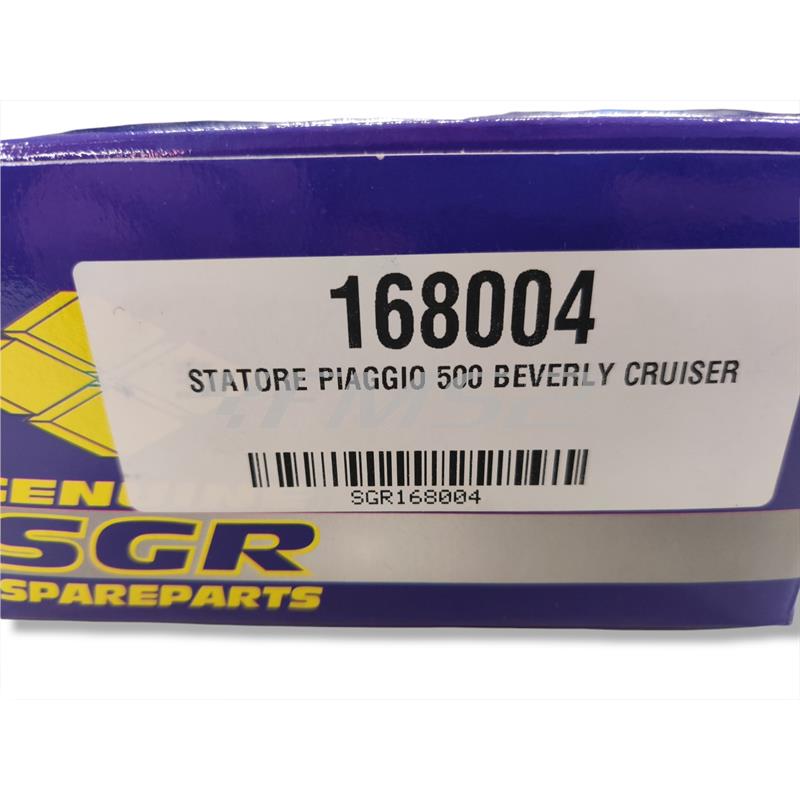 168004
STATORE PIAGGIO 500 BEVERLY CRUISER
SGR168004
GENUINE
SGR
SPAREPARTS